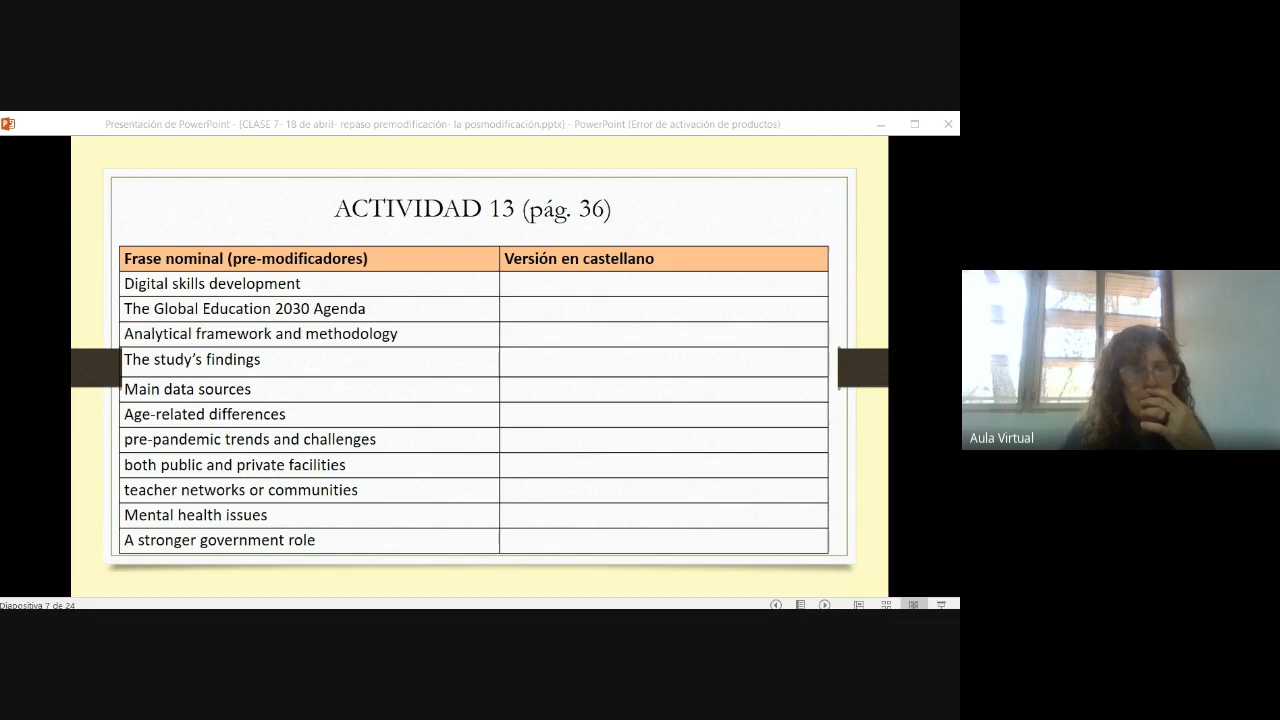 Presentación de PowerPoint - [CLASE 7- 18 de abril- repaso premodificación- la posmodificación.pptx] - PowerPoint (Error de activación de productos)
ACTIVIDAD 13 (pág. 36)
Frase nominal (pre-modificadores) Versión en castellano
Digital skills development
The Global Education 2030 Agenda
Analytical framework and methodology
The study's findings
Main data sources
Age-related differences
pre-pandemic trends and challenges
both public and private facilities
teacher networks or communities
Mental health issues
A stronger government role
Aula Virtual
Diapositiva 7 de 24